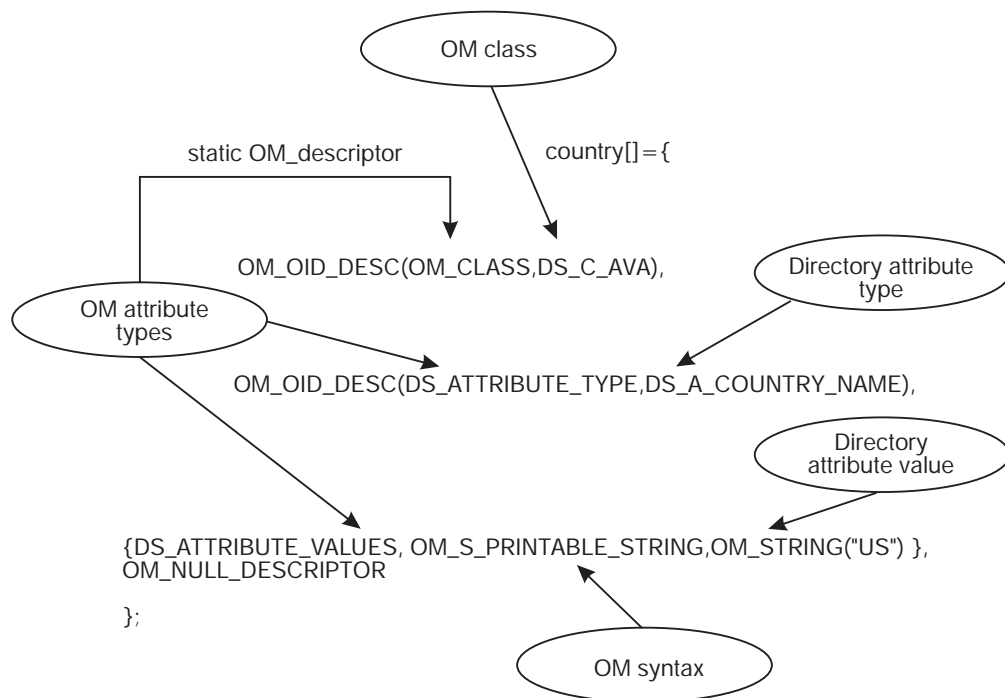 OM class
static OM_descriptor
country[]={
OM_OID_DESC(OM_CLASS,DS_C_AVA),
Directory attribute
type
OM attribute
types
OM_OID_DESC(DS_ATTRIBUTE_TYPE,DS_A_COUNTRY_NAME),
Directory
attribute value
{DS_ATTRIBUTE_VALUES, OM_S_PRINTABLE_STRING,OM_STRING("US") },
OM_NULL_DESCRIPTOR
};
OM syntax